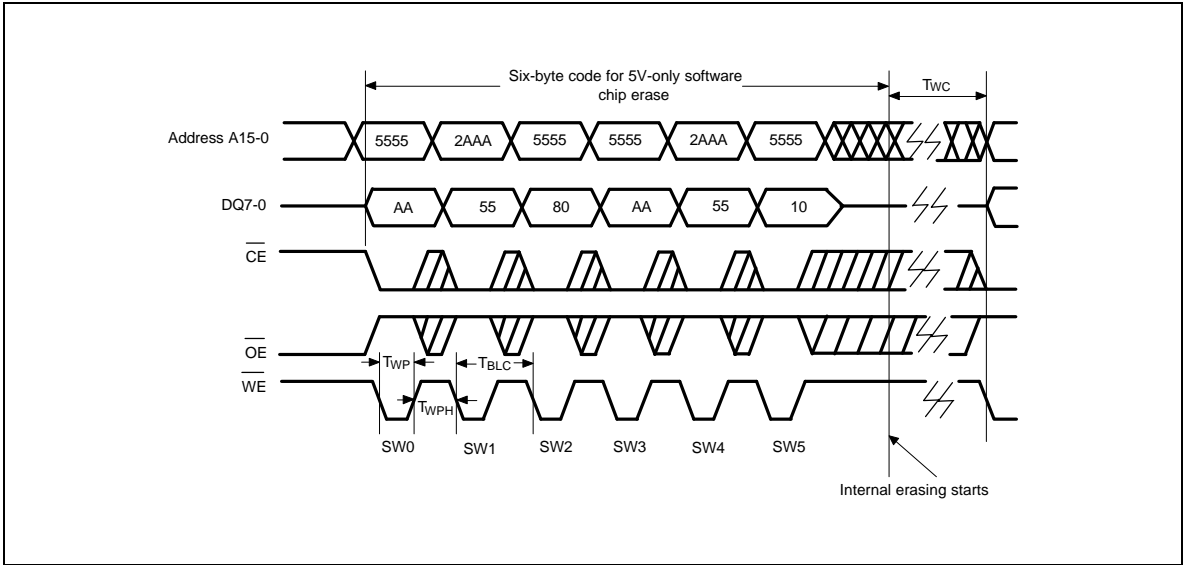 Six-byte code for 5V-only software
chip erase
TWC
Address A15-0
5555 2AAA 5555 5555 2AAA 5555
DQ7-0
AA 55 80 AA 55 10
CE
OE
TWP TBLC
WE
TWPH
SW0 SW1 SW2 SW3 SW4 SW5
Internal erasing starts